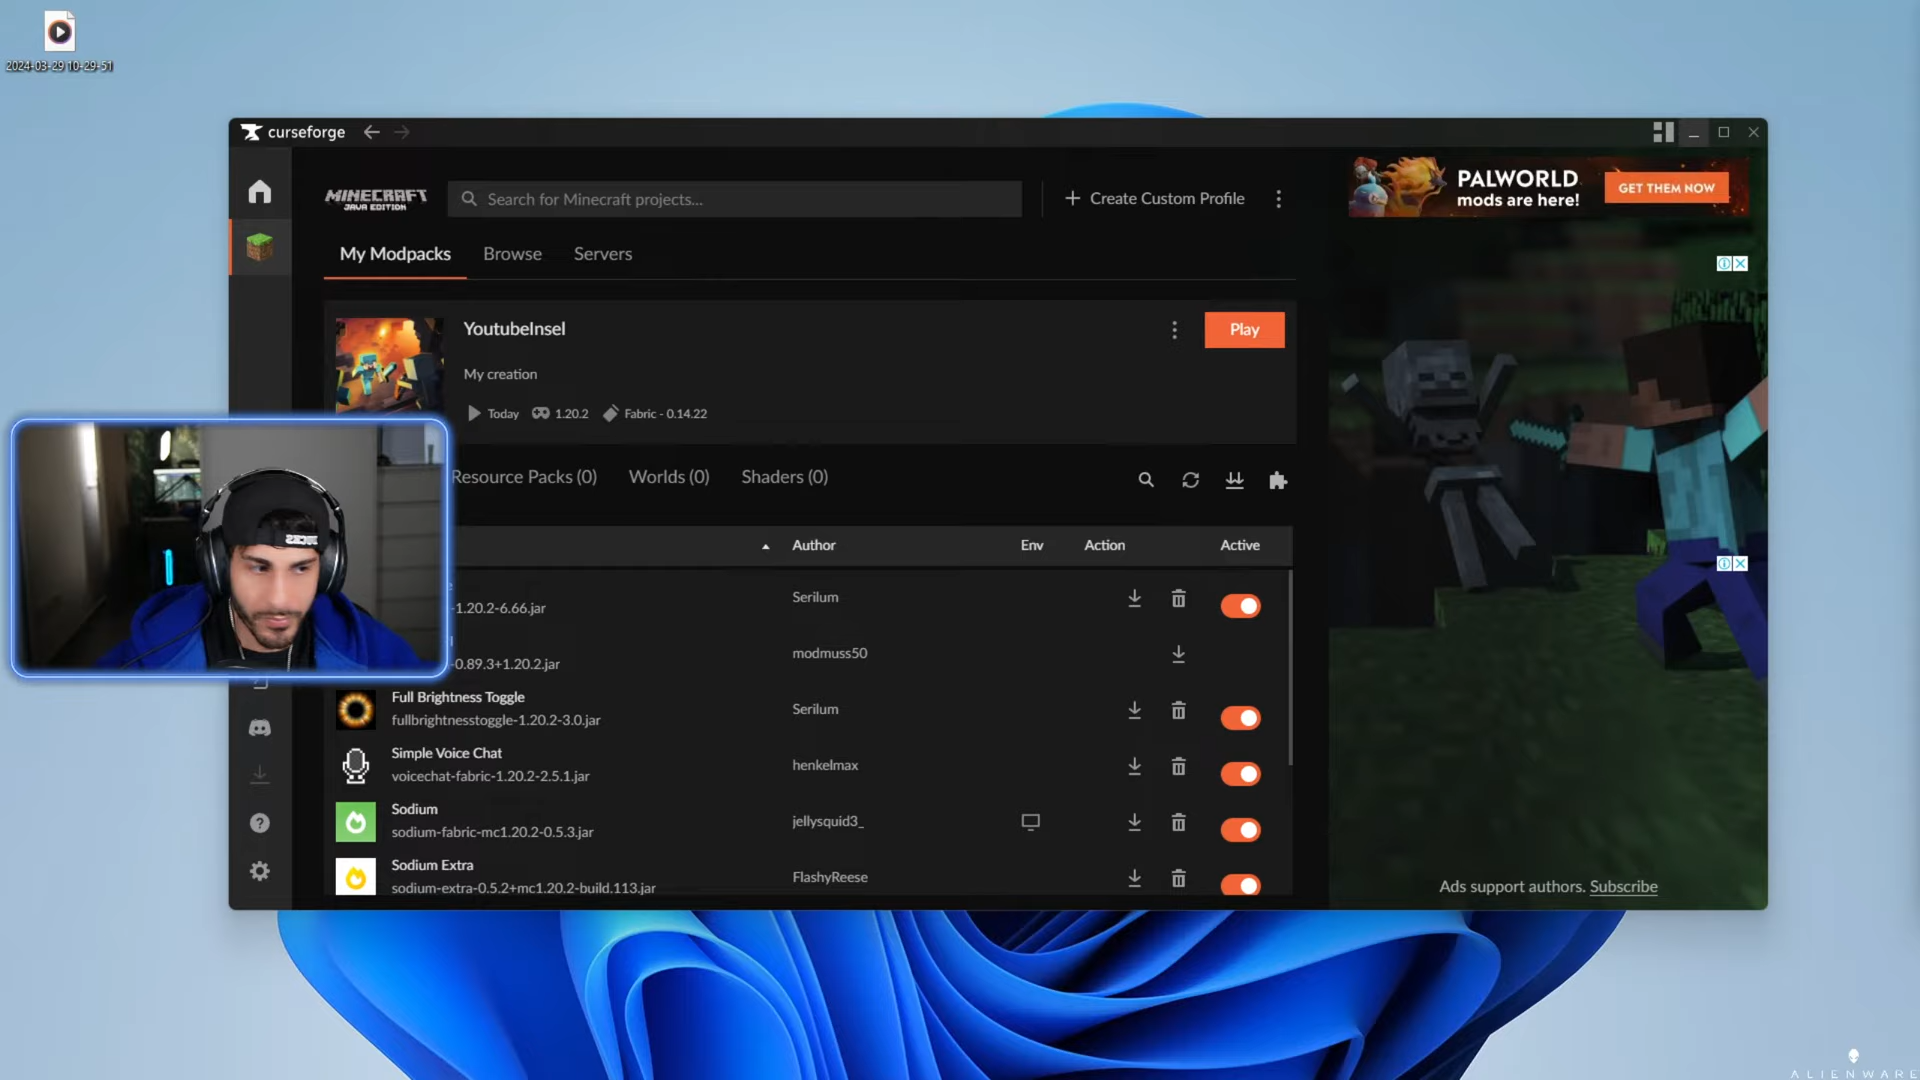 2024-03-29 10-29-51
curseforge
MINECRAFT
JAVA EDITION
Search for Minecraft projects...
+ Create Custom Profile
PALWORLD
mods are here!
GET THEM NOW
My Modpacks
Browse
Servers
YoutubeInsel
Play
My creation
Today
1.20.2
Fabric - 0.14.22
Resource Packs (0)
Worlds (0)
Shaders (0)
Author
Env
Action
Active
-1.20.2-6.66.jar
Serilum
-0.89.3+1.20.2.jar
modmuss50
Full Brightness Toggle
fullbrightnesstoggle-1.20.2-3.0.jar
Serilum
Simple Voice Chat
voicechat-fabric-1.20.2-2.5.1.jar
henkelmax
Sodium
sodium-fabric-mc1.20.2-0.5.3.jar
jellysquid3_
Sodium Extra
sodium-extra-0.5.2+mc1.20.2-build.113.jar
FlashyReese
Ads support authors. Subscribe
ALIENWARE